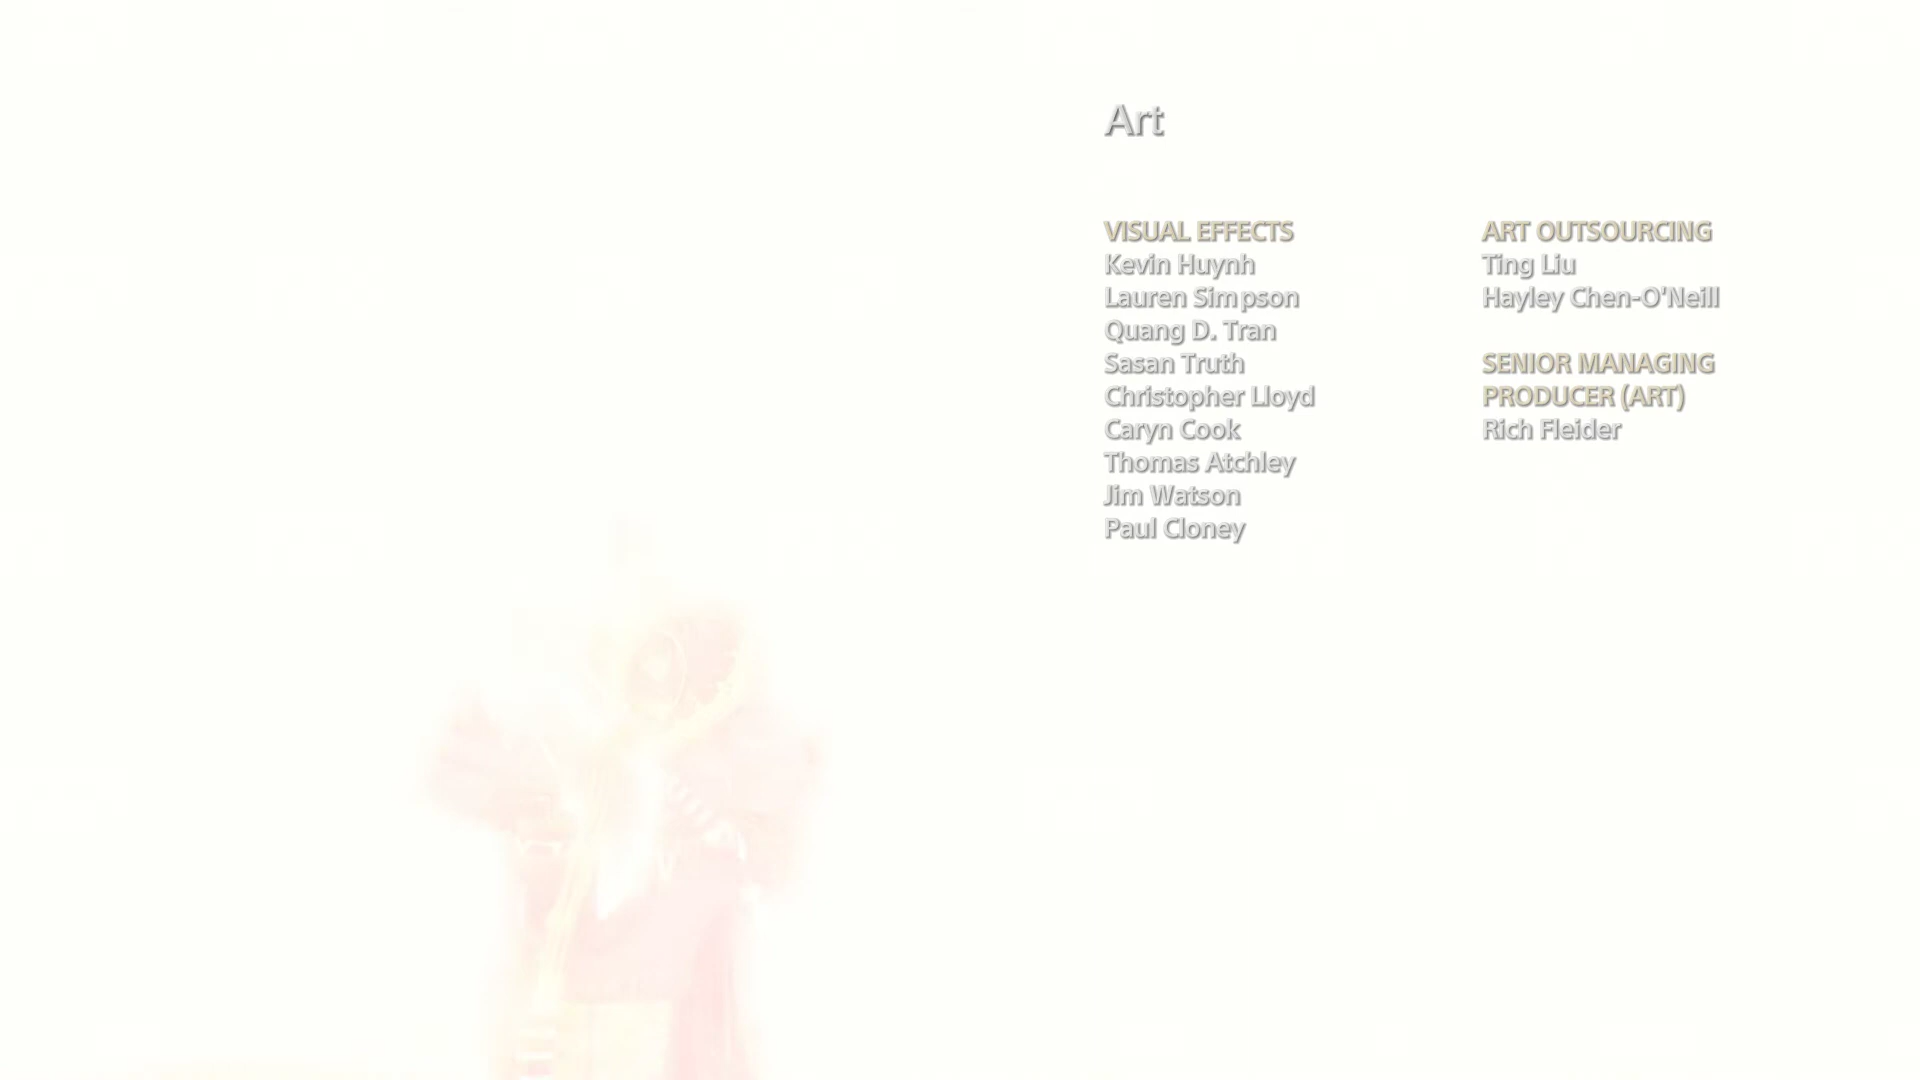 Art
VISUAL EFFECTS
Kevin Huynh
Lauren Simpson
Quang D. Tran
Sasan Truth
Christopher Lloyd
Caryn Cook
Thomas Atchley
Jim Watson
Paul Cloney
ART OUTSOURCING
Ting Liu
Hayley Chen-O'Neill
SENIOR MANAGING
PRODUCER (ART)
Rich Fleider